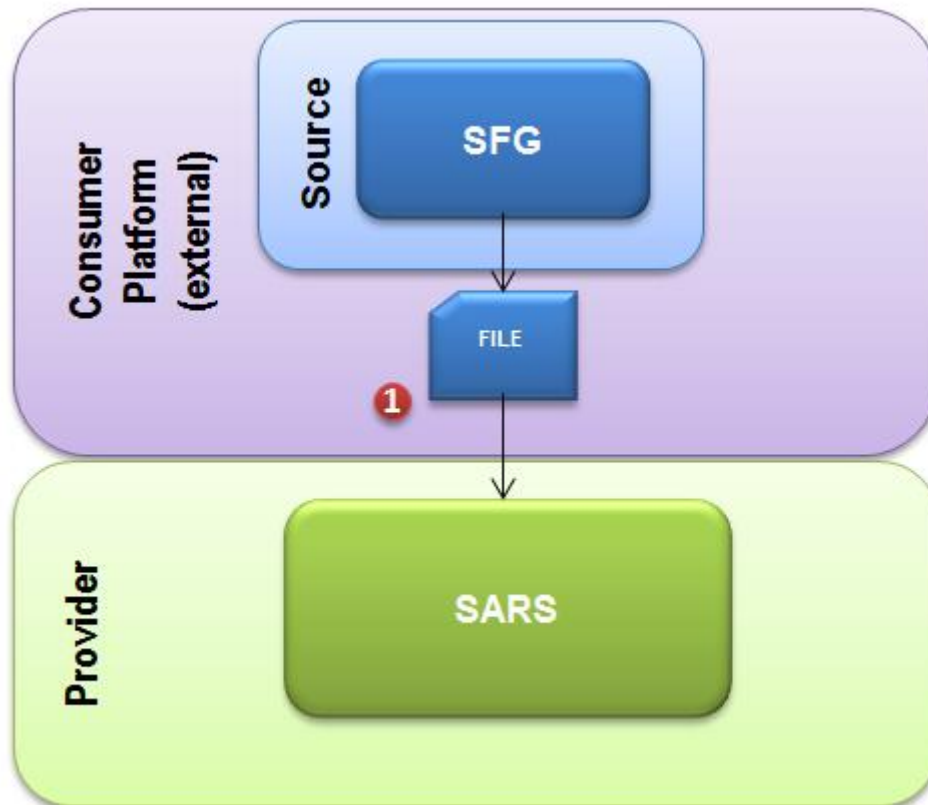 Consumer
Platform
(external)
Source
SFG
FILE
1
Provider
SARS